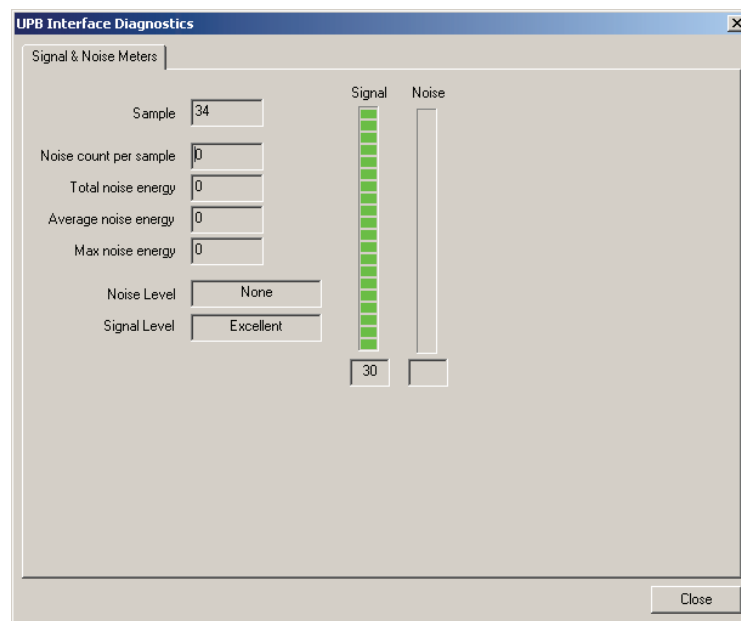 UPB Interface Diagnostics
Signal & Noise Meters
Signal Noise
Sample 34
Noise count per sample 0
Total noise energy 0
Average noise energy 0
Max noise energy 0
Noise Level None
Signal Level Excellent
30
Close